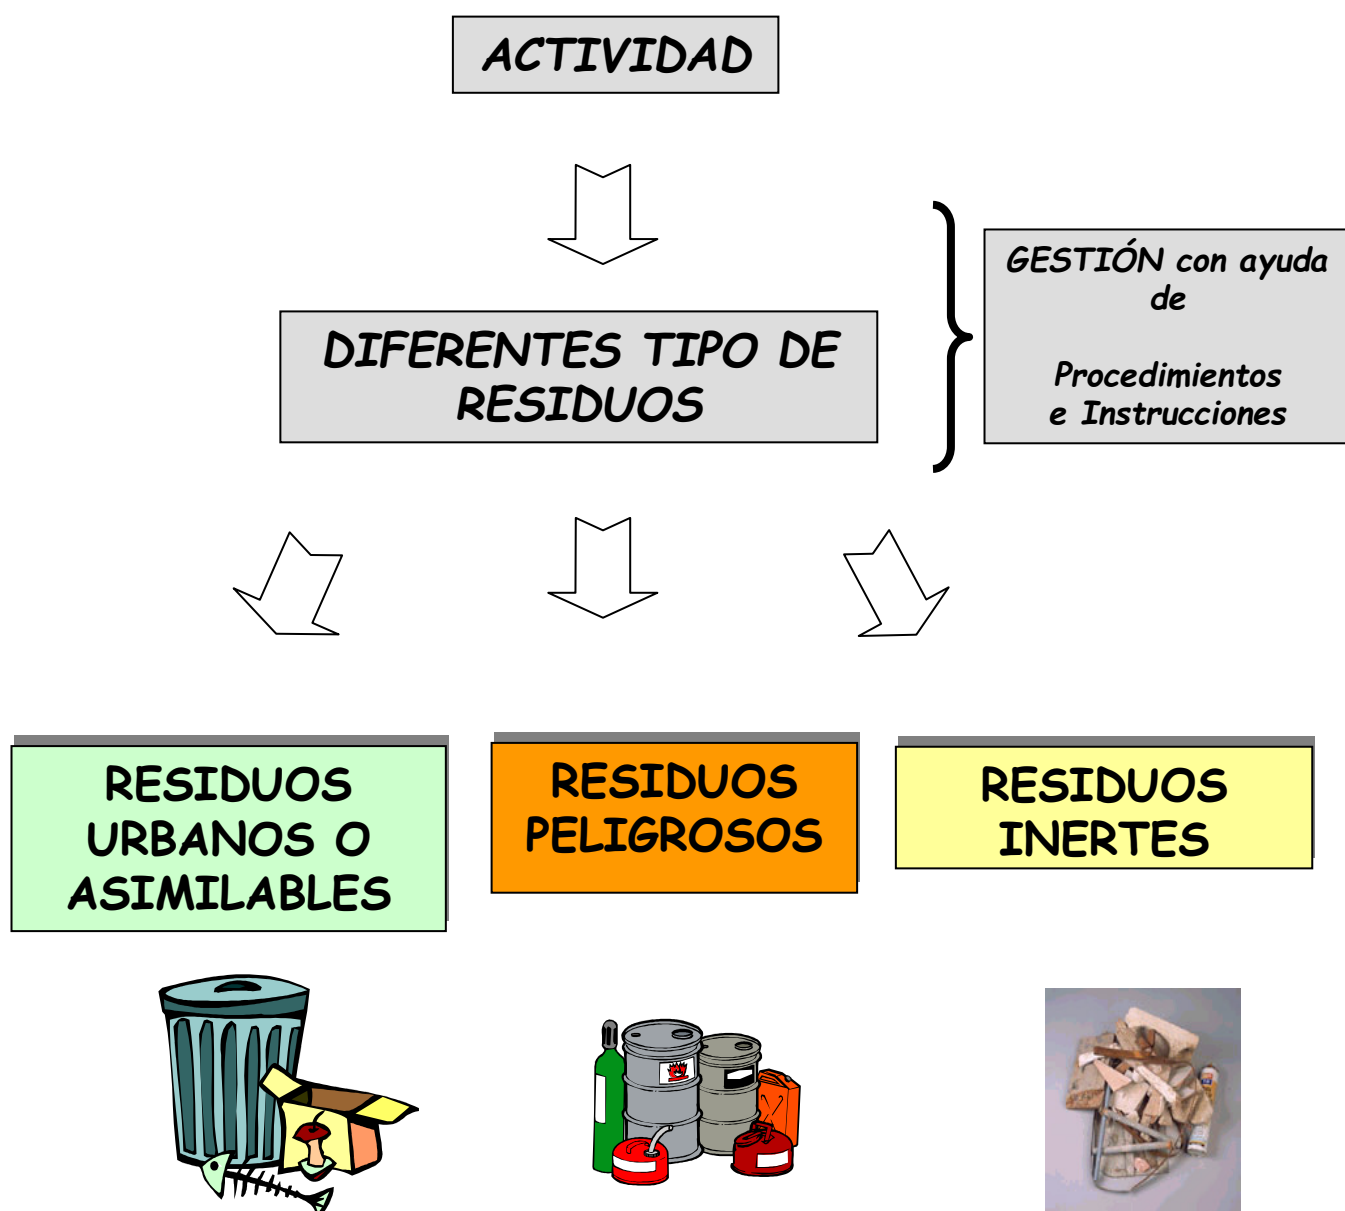 ACTIVIDAD
GESTIÓN con ayuda
de
Procedimientos
e Instrucciones
DIFERENTES TIPO DE
RESIDUOS
RESIDUOS
URBANOS O
ASIMILABLES
RESIDUOS
PELIGROSOS
RESIDUOS
INERTES